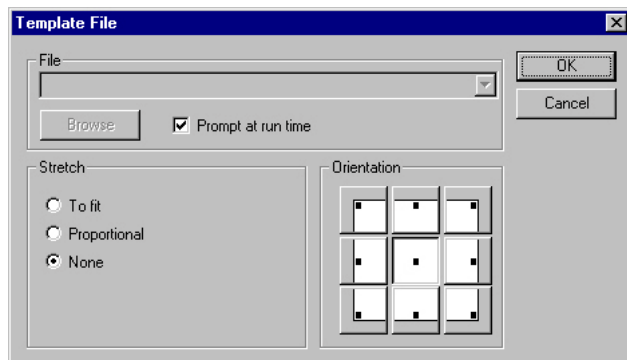 Template File
File
OK
Browse
Prompt at run time
Cancel
Stretch
Orientation
To fit
Proportional
None